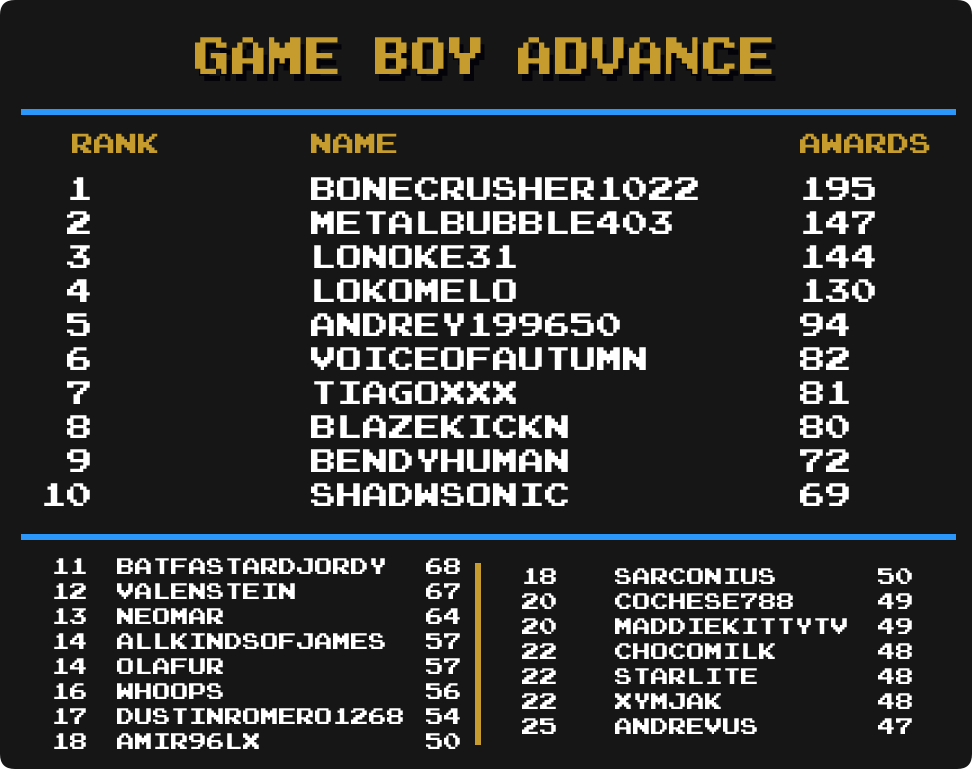 GAME BOY ADVANCE
RANK NAME AWARDS
1 BONECRUSHER1022 195
2 METALBUBBLE403 147
3 LONOKE31 144
4 LOKOMELO 130
5 ANDREY199650 94
6 VOICEOFAUTUMN 82
7 TIAGOXXX 81
8 BLAZEKICKN 80
9 BENDYHUMAN 72
10 SHADWSONIC 69
11 BATFASTARDJORDY 68
12 VALENSTEIN 67
13 NEOMAR 64
14 ALLKINDSOFJAMES 57
14 OLAFUR 57
16 WHOOPS 56
17 DUSTINROMERO1268 54
18 AMIR96LX 50
18 SARCONIUS 50
20 COCHESE788 49
20 MADDIEKITTYTV 49
22 CHOCOMILK 48
22 STARLITE 48
22 XYMJAK 48
25 ANDREVUS 47